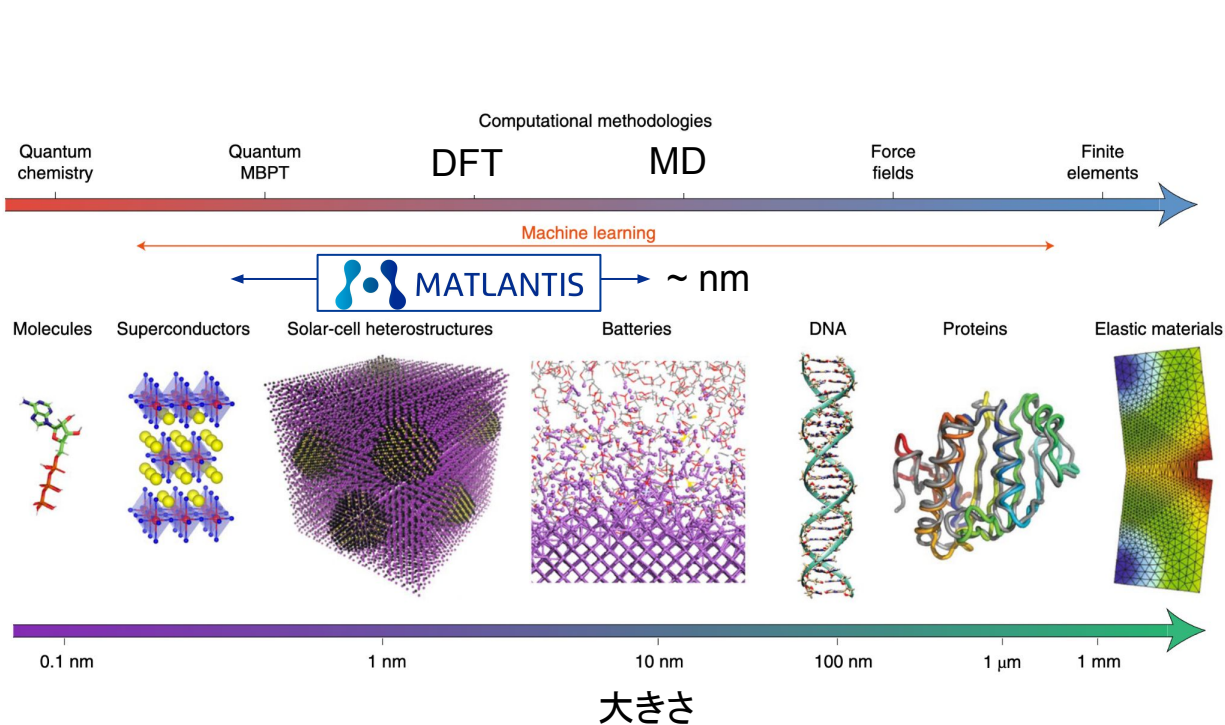 Computational methodologies
Quantum chemistry
Quantum MBPT
DFT
MD
Force fields
Finite elements
Machine learning
MATLANTIS
~ nm
Molecules
Superconductors
Solar-cell heterostructures
Batteries
DNA
Proteins
Elastic materials
0.1 nm
1 nm
10 nm
100 nm
1 μm
1 mm
大きさ